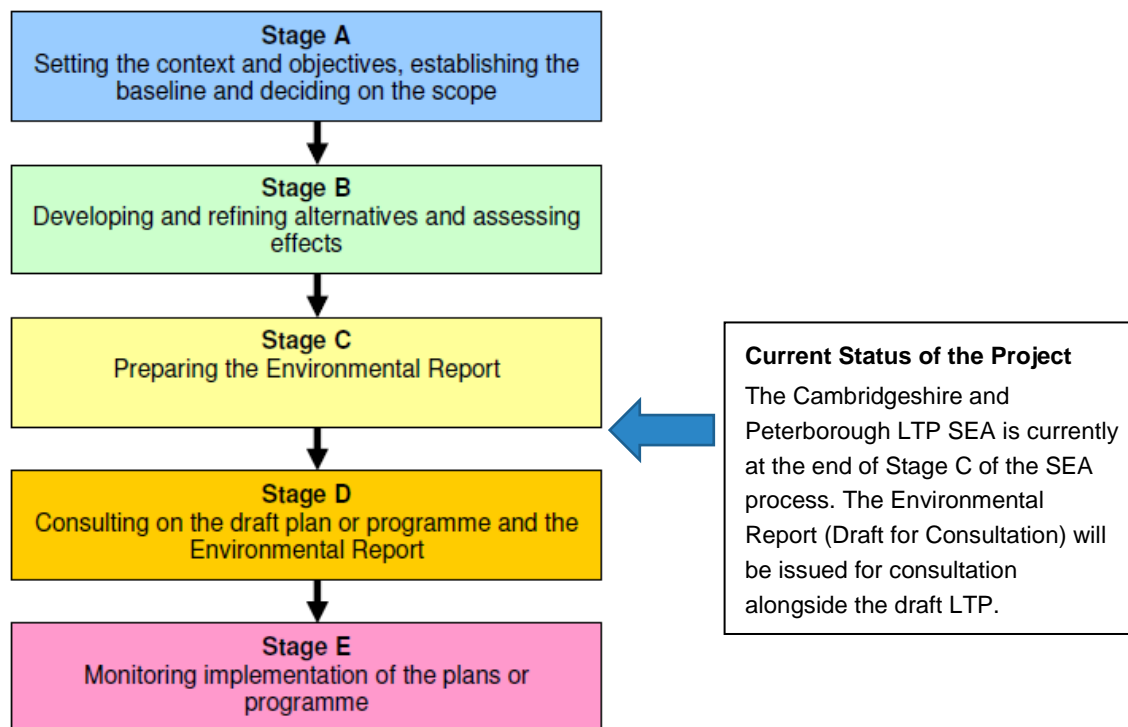 Stage A
Setting the context and objectives, establishing the
baseline and deciding on the scope
Stage B
Developing and refining alternatives and assessing
effects
Stage C
Preparing the Environmental Report
Stage D
Consulting on the draft plan or programme and the
Environmental Report
Stage E
Monitoring implementation of the plans or
programme
Current Status of the Project
The Cambridgeshire and
Peterborough LTP SEA is currently
at the end of Stage C of the SEA
process. The Environmental
Report (Draft for Consultation) will
be issued for consultation
alongside the draft LTP.